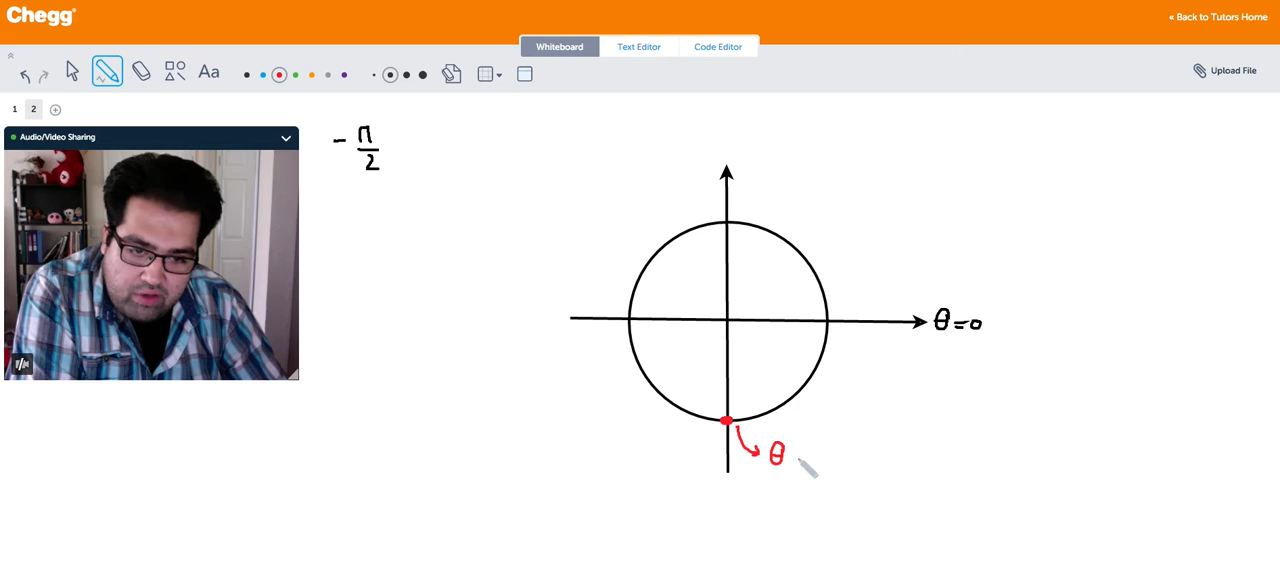 Chegg
« Back to Tutors Home
Whiteboard
Text Editor
Code Editor
Aa
Upload File
1
2
Audio/Video Sharing
- π
2
θ=0
θ